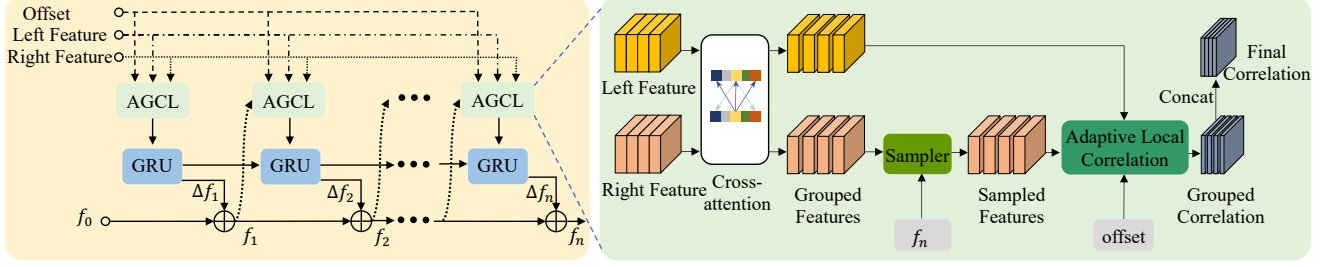 Offset
Left Feature
Right Feature
AGCL
AGCL
AGCL
GRU
GRU
GRU
Δf₁
Δf₂
Δfₙ
f₀
f₁
f₂
fₙ
Left Feature
Right Feature
Cross-
attention
Grouped
Features
Sampler
fₙ
Sampled
Features
Adaptive Local
Correlation
offset
Concat
Final
Correlation
Grouped
Correlation